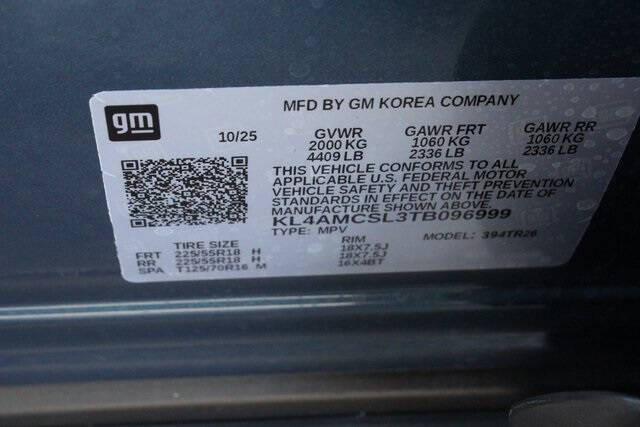 gm
MFD BY GM KOREA COMPANY
10/25 GVWR GAWR FRT GAWR RR
2000 KG 1060 KG 1060 KG
4409 LB 2336 LB 2336 LB
THIS VEHICLE CONFORMS TO ALL
APPLICABLE U.S. FEDERAL MOTOR
VEHICLE SAFETY AND THEFT PREVENTION
STANDARDS IN EFFECT ON THE DATE OF
MANUFACTURE SHOWN ABOVE.
KL4AMCSL3TB096999
TYPE: MPV MODEL: 394TR26
TIRE SIZE RIM
FRT 225/55R18 H 18X7.5J
RR 225/55R18 H 18X7.5J
SPA T125/70R16 M 16X4BT